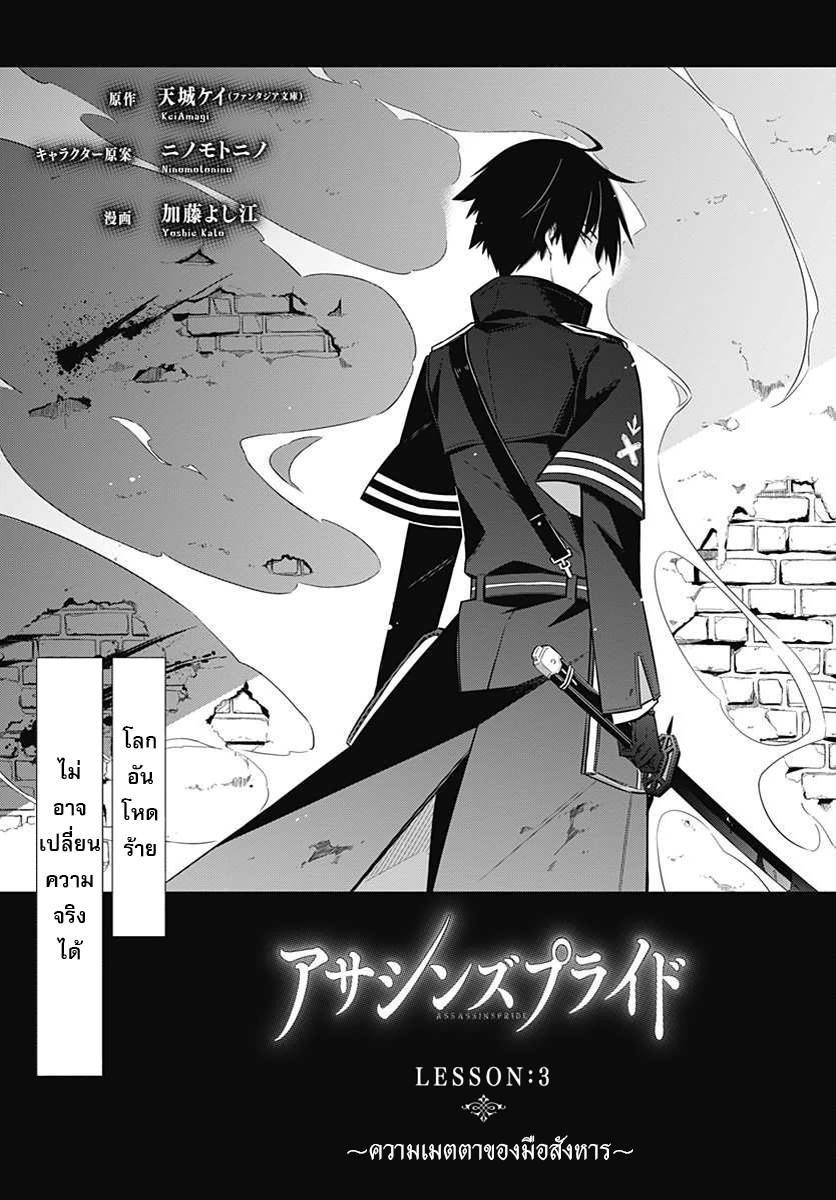 原作 天城ケイ(ファンタジア文庫)
KeiAmagi
キャラクター原案 ニノモトニノ
Ninomotonino
漫画 加藤よし江
Yoshie Kato
โลก
อัน
โหด
ร้าย
ไม่
อาจ
เปลี่ยน
ความ
จริง
ได้
アサシンズプライド
ASSASSINSPRIDE
LESSON:3
~ความเมตตาของมือสังหาร~